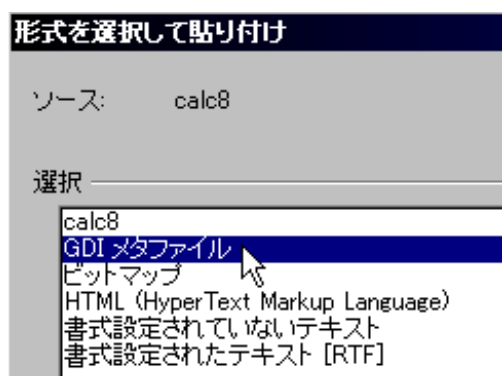 形式を選択して貼り付け
ソース: calc8
選択
calc8
GDI メタファイル
ビットマップ
HTML (HyperText Markup Language)
書式設定されていないテキスト
書式設定されたテキスト [RTF]